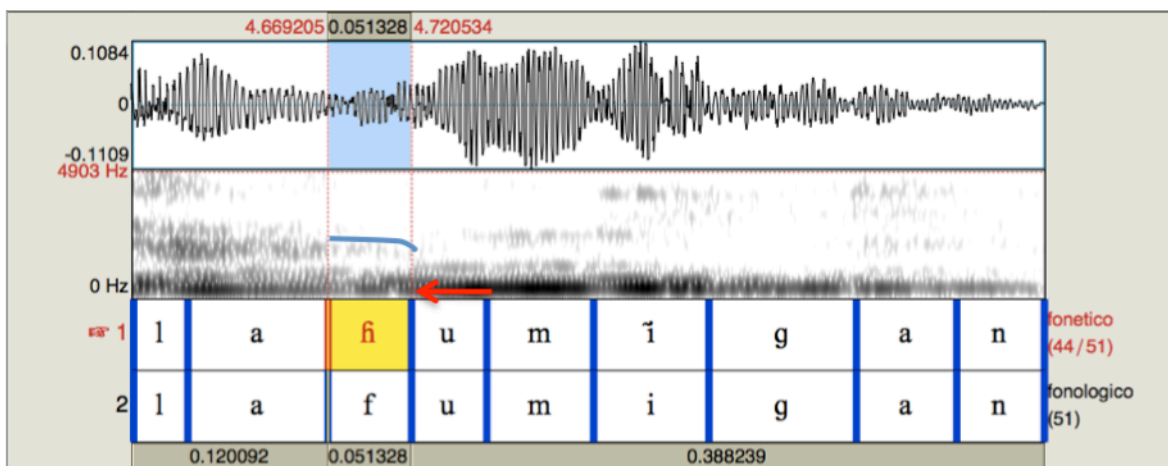 4.669205 0.051328 4.720534
0.1084
0
-0.1109
4903 Hz
0 Hz
☞ 1 l a ɦ u m ĩ g a n fonetico (44/51)
2 l a f u m i g a n fonologico (51)
0.120092 0.051328 0.388239